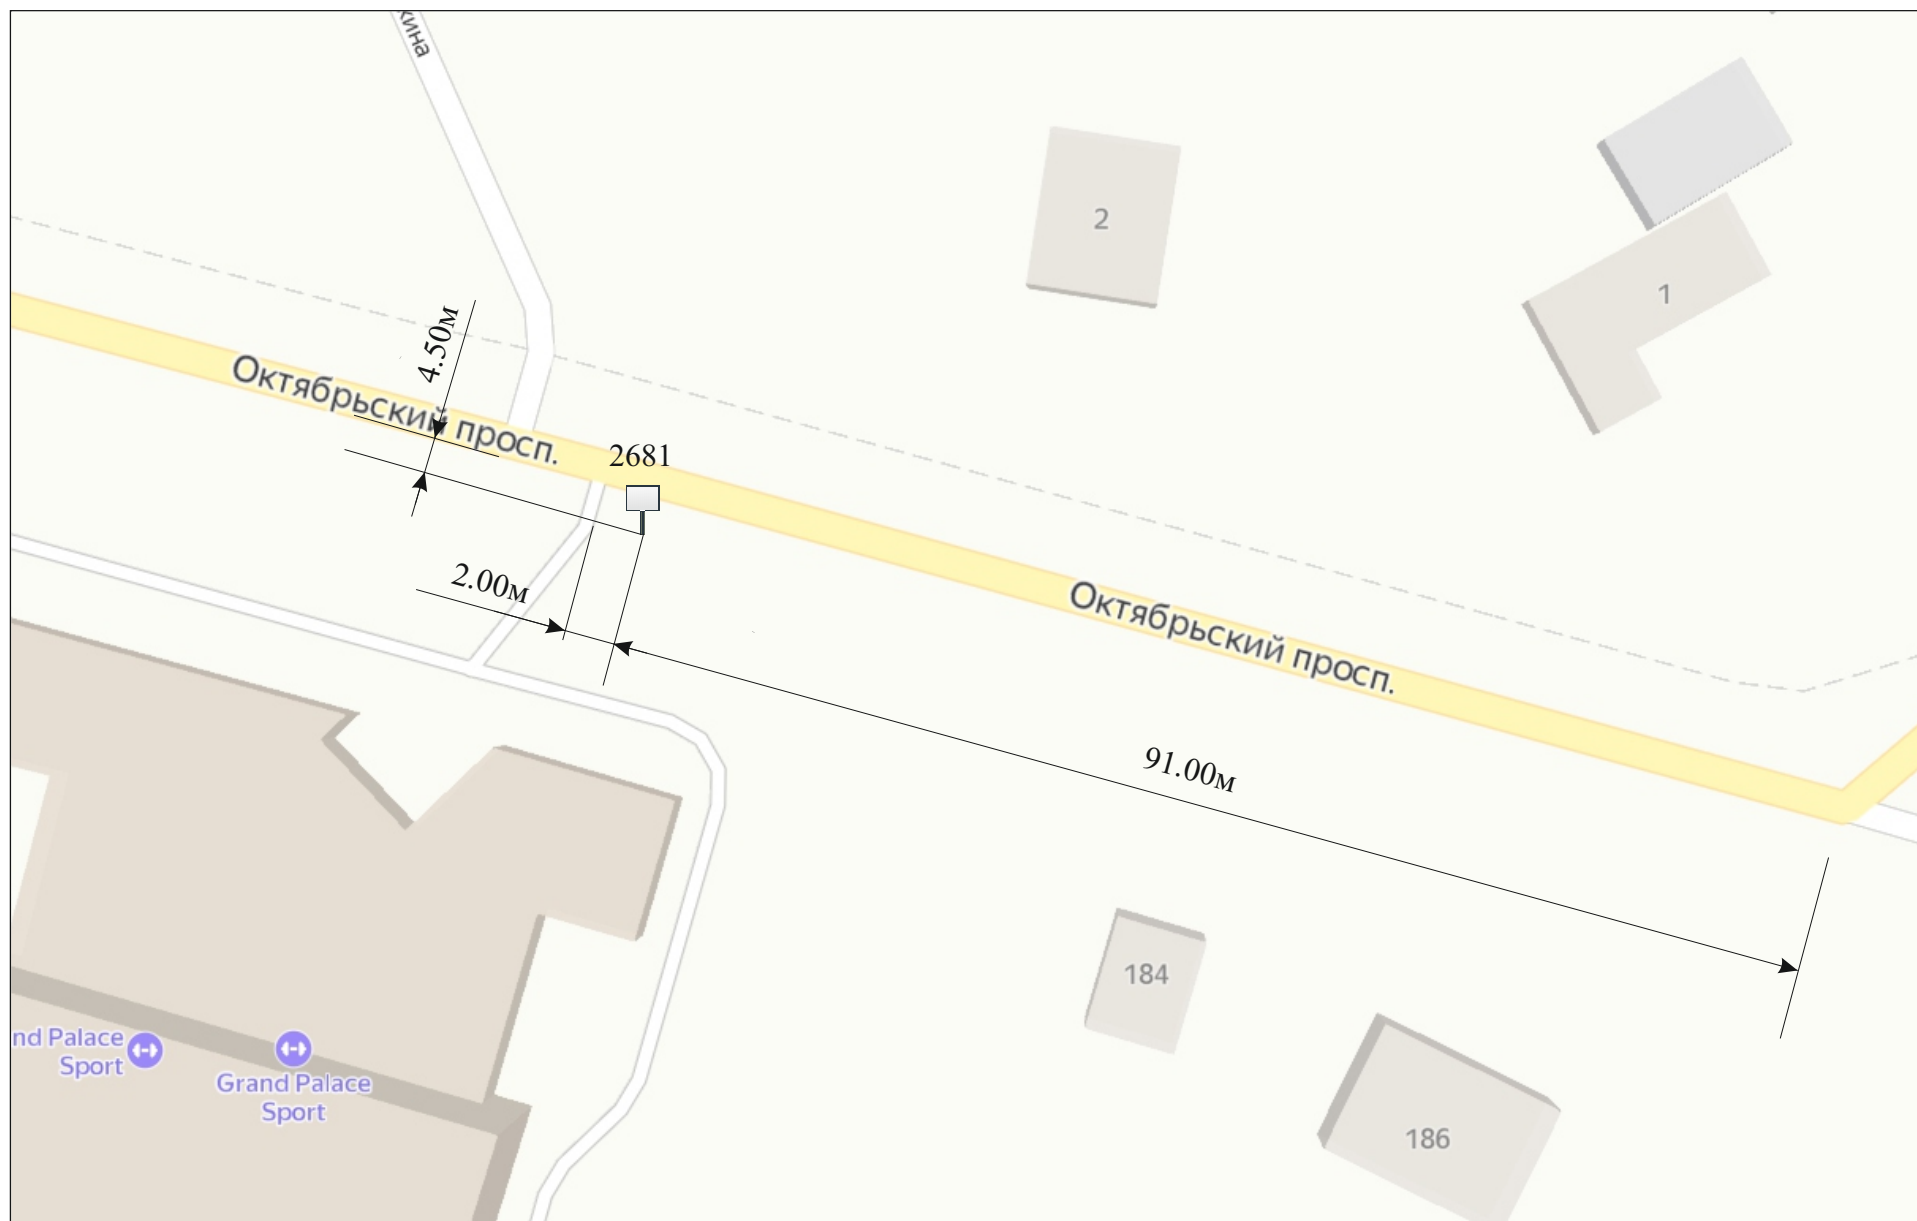 2
1
4.50м
Октябрьский просп.
2681
2.00м
Октябрьский просп.
91.00м
184
nd Palace
Sport
Grand Palace
Sport
186